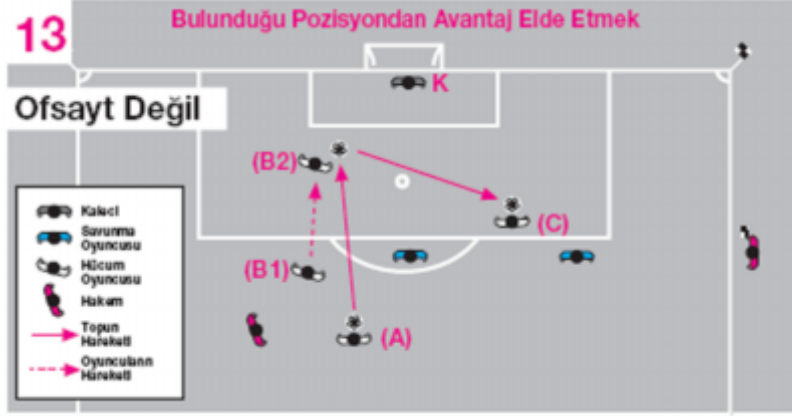 13
Bulunduğu Pozisyondan Avantaj Elde Etmek
K
Ofsayt Değil
(B2)
(C)
(B1)
(A)
Kaleci
Savunma
Oyuncusu
Hücum
Oyuncusu
Hakem
Topun
Hareketi
Oyuncuların
Hareketi